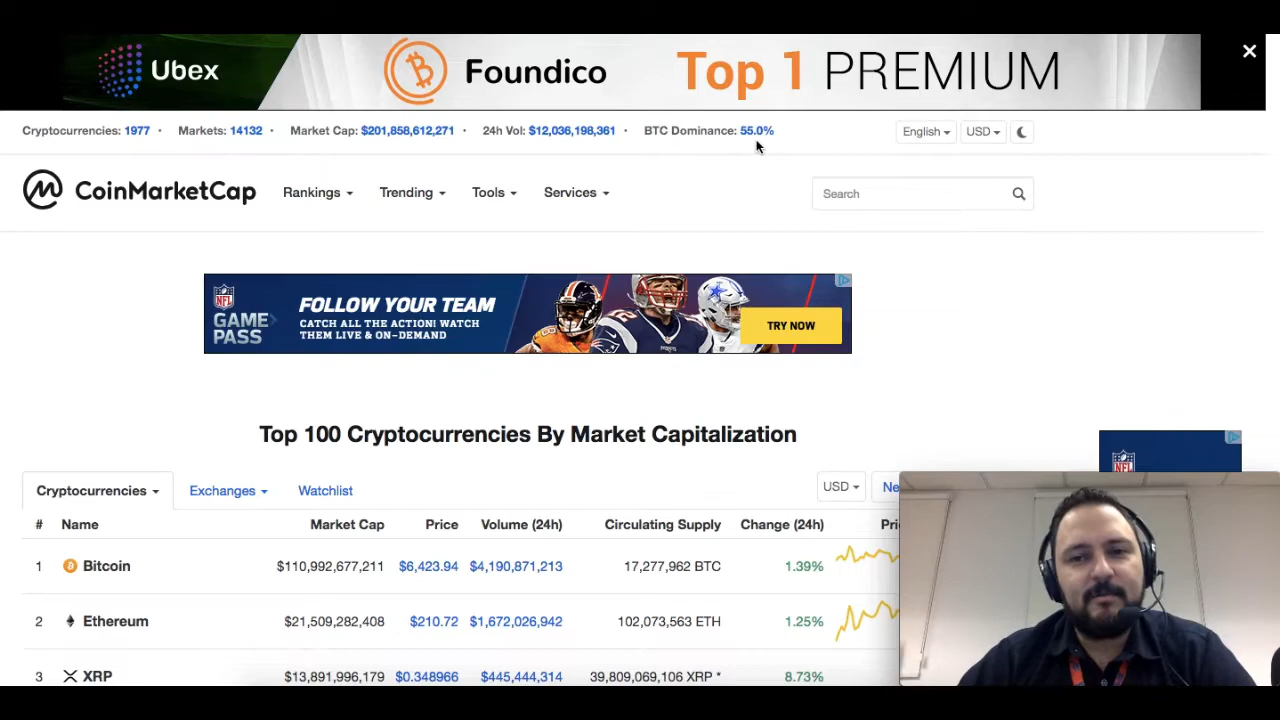 Ubex
Foundico
Top 1 PREMIUM
Cryptocurrencies: 1977 • Markets: 14132 • Market Cap: $201,858,612,271 • 24h Vol: $12,036,198,361 • BTC Dominance: 55.0%
English USD
CoinMarketCap Rankings Trending Tools Services Search
NFL
GAME PASS
FOLLOW YOUR TEAM
CATCH ALL THE ACTION! WATCH
THEM LIVE & ON-DEMAND
TRY NOW
Top 100 Cryptocurrencies By Market Capitalization
NFL
Cryptocurrencies Exchanges Watchlist USD Ne
# Name Market Cap Price Volume (24h) Circulating Supply Change (24h) Pri
1 Bitcoin $110,992,677,211 $6,423.94 $4,190,871,213 17,277,962 BTC 1.39%
2 Ethereum $21,509,282,408 $210.72 $1,672,026,942 102,073,563 ETH 1.25%
3 XRP $13,891,996,179 $0.348966 $445,444,314 39,809,069,106 XRP * 8.73%